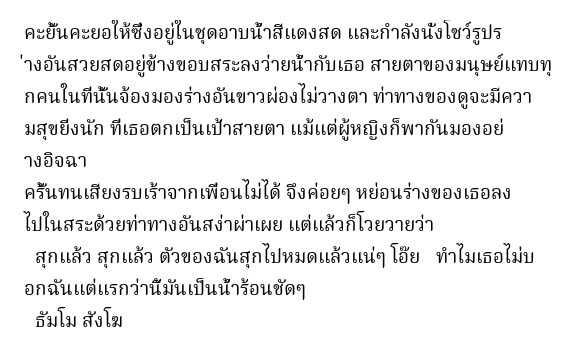 คะยั้นคะยอให้ซึ่งอยู่ในชุดอาบน้ำสีแดงสด และกำลังนั่งโชว์รูปร
่างอันสวยสดอยู่ข้างขอบสระลงว่ายน้ำกับเธอ สายตาของมนุษย์แทบทุ
กคนในที่นั้นจ้องมองร่างอันขาวผ่องไม่วางตา ท่าทางของดูจะมีควา
มสุขยิ่งนัก ที่เธอตกเป็นเป้าสายตา แม้แต่ผู้หญิงก็พากันมองอย่
างอิจฉา
ครั้นทนเสียงรบเร้าจากเพื่อนไม่ได้ จึงค่อยๆ หย่อนร่างของเธอลง
ไปในสระด้วยท่าทางอันสง่าผ่าเผย แต่แล้วก็โวยวายว่า
สุกแล้ว สุกแล้ว ตัวของฉันสุกไปหมดแล้วแน่ๆ โอ๊ย ทำไมเธอไม่บ
อกฉันแต่แรกว่านี่มันเป็นน้ำร้อนชัดๆ
ธัมโม สังโฆ